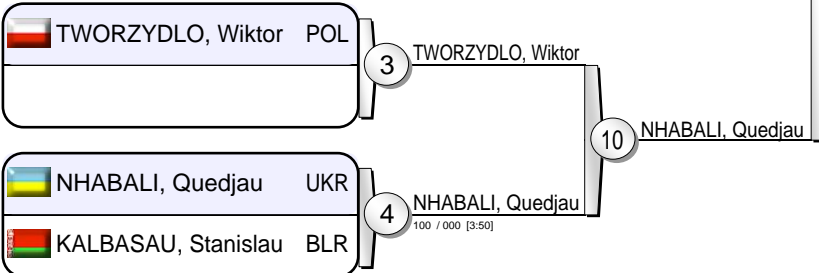 TWORZYDLO, Wiktor POL
3
TWORZYDLO, Wiktor
10
NHABALI, Quedjau
NHABALI, Quedjau UKR
4
NHABALI, Quedjau
100 / 000 [3:50]
KALBASAU, Stanislau BLR